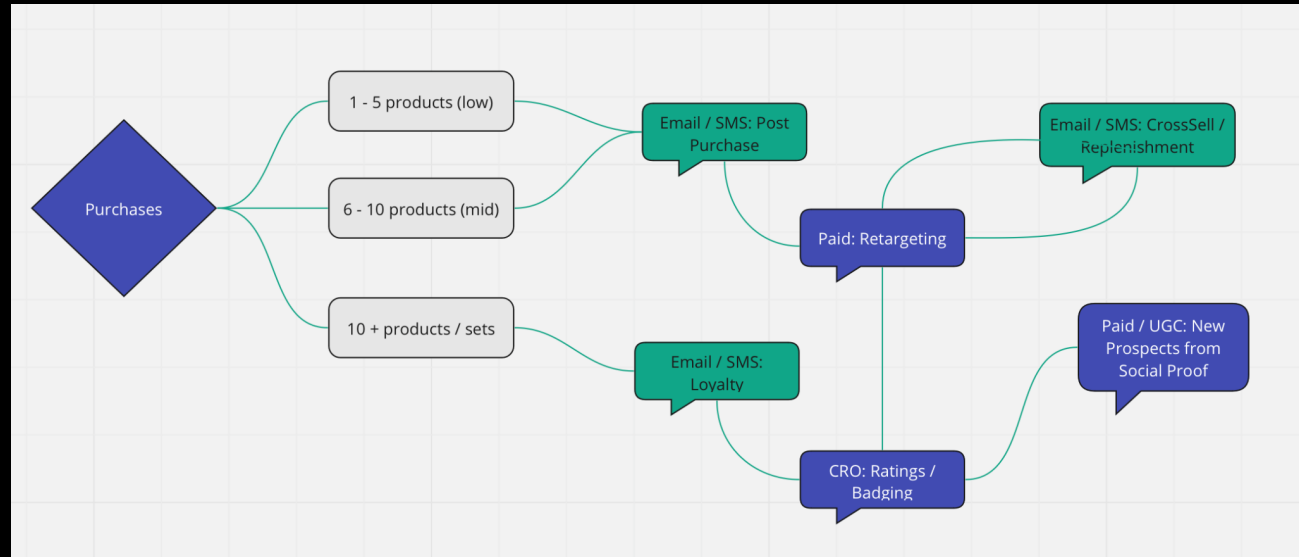 1 - 5 products (low)
Email / SMS: Post
Purchase
Email / SMS: CrossSell /
Replenishment
Purchases
6 - 10 products (mid)
Paid: Retargeting
10 + products / sets
Email / SMS:
Loyalty
Paid / UGC: New
Prospects from
Social Proof
CRO: Ratings /
Badging